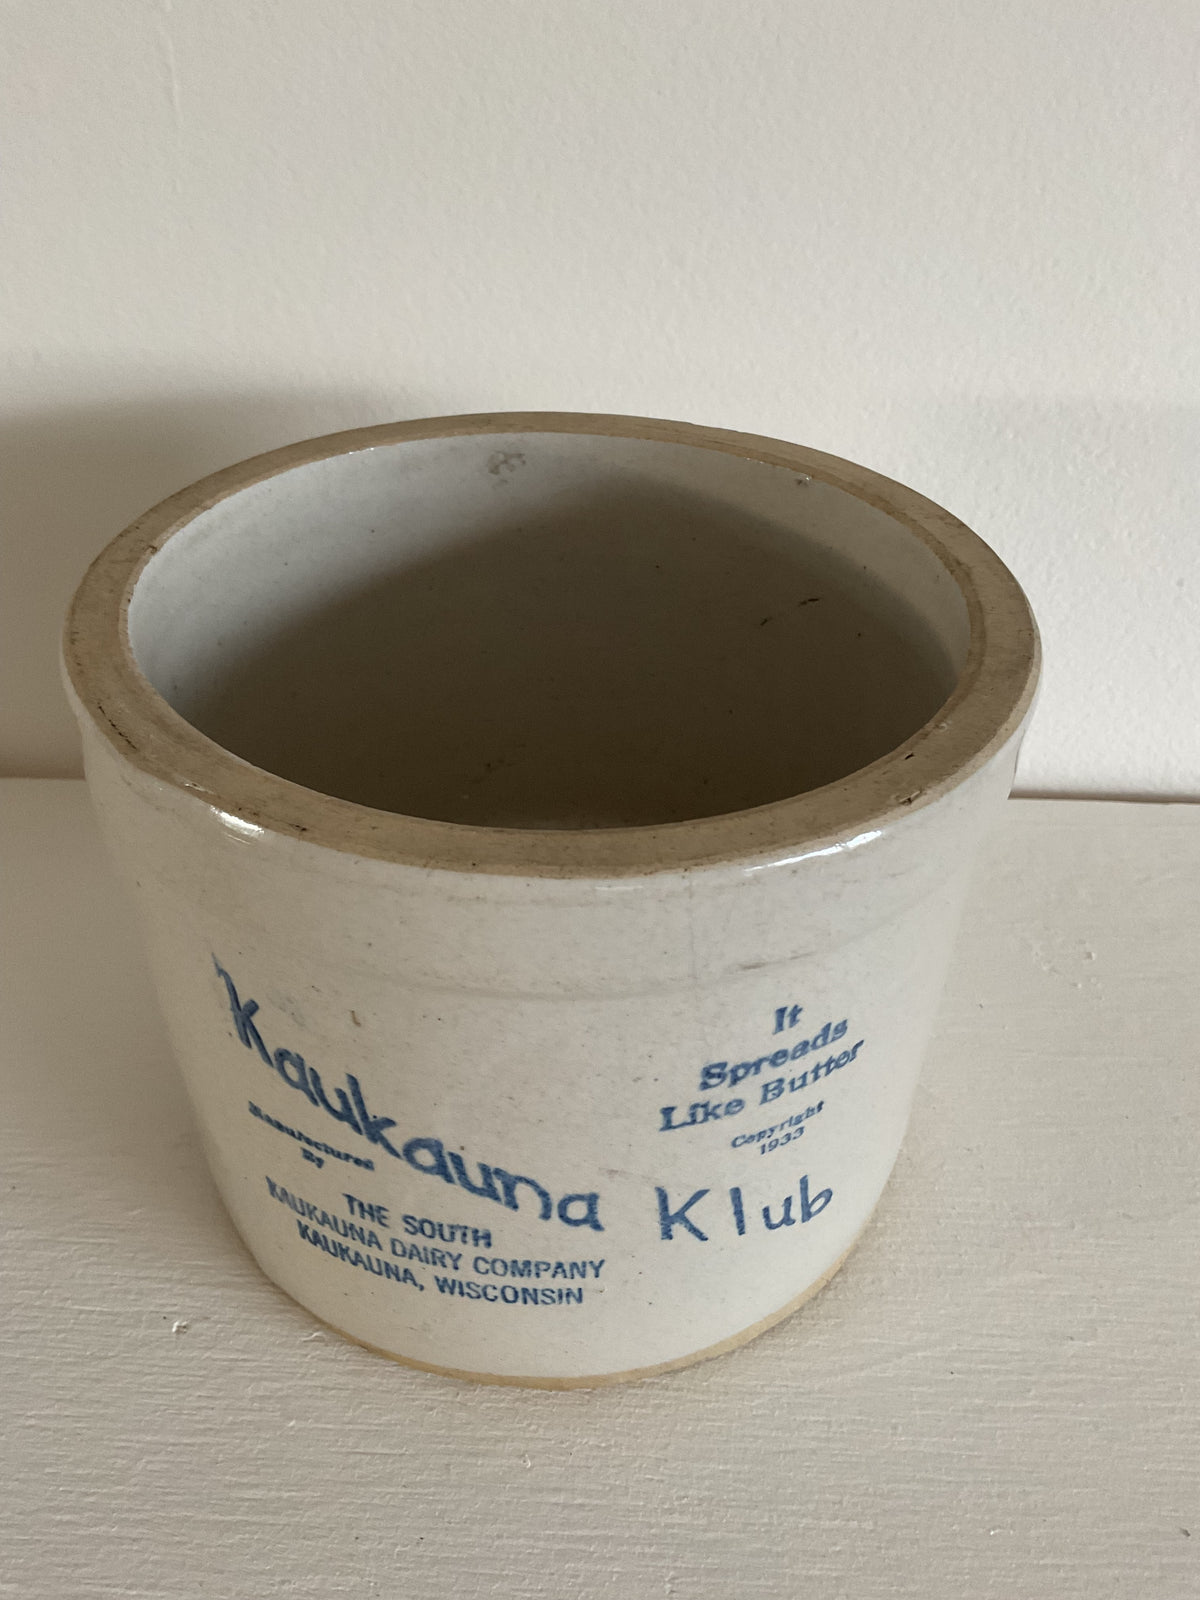 Kaukauna Klub
Manufactured
By
THE SOUTH
KAUKAUNA DAIRY COMPANY
KAUKAUNA, WISCONSIN
It
Spreads
Like Butter
Copyright
1933